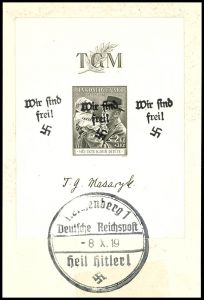 TGM
Wir sind
frei!
Wir sind
frei!
Wir sind
frei!
T. G. Masaryk
Deutsche Reichspost
- 8 X. 19
Heil Hitler!